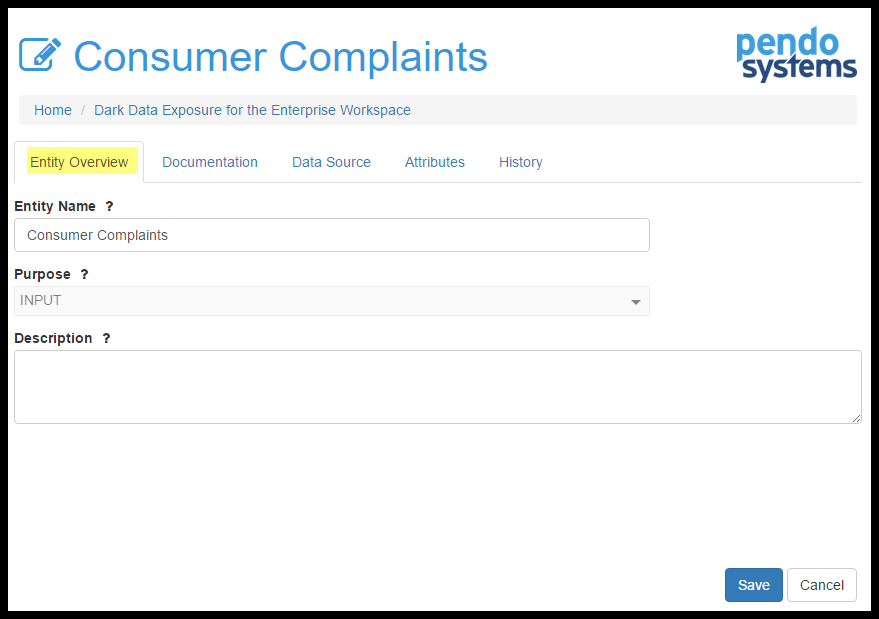 Consumer Complaints
pendo
systems
Home / Dark Data Exposure for the Enterprise Workspace
Entity Overview Documentation Data Source Attributes History
Entity Name ?
Consumer Complaints
Purpose ?
INPUT
Description ?
Save Cancel